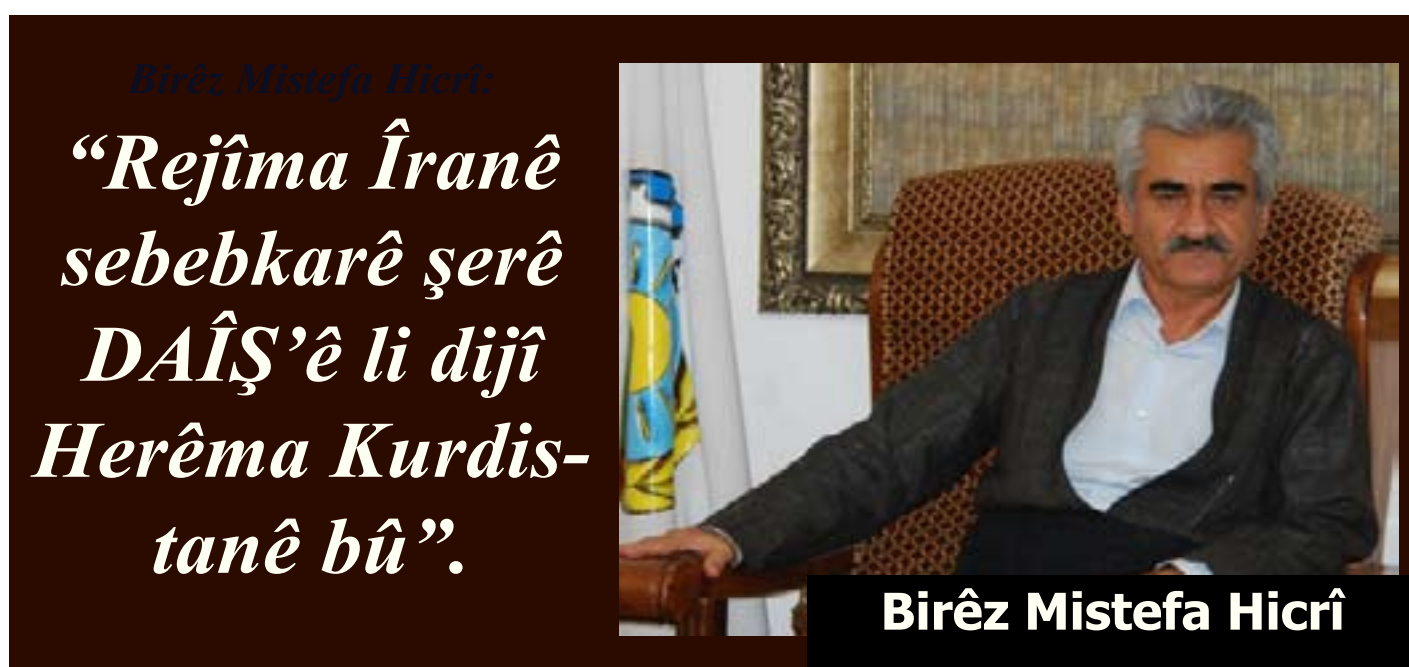 Birêz Mistefa Hicrî:
“Rejîma Îranê
sebebkarê şerê
DAÎŞ’ê li dijî
Herêma Kurdis-
tanê bû”.
Birêz Mistefa Hicrî